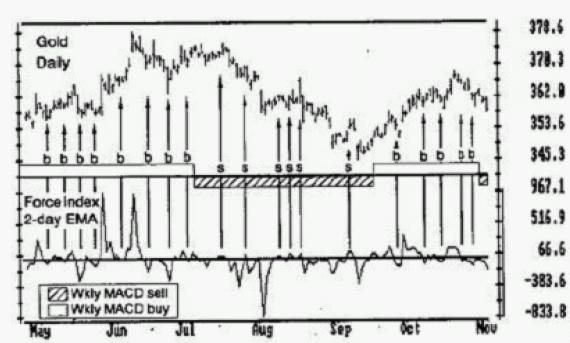 Gold
Daily
378.6
370.3
362.0
353.6
345.3
b b b b b b b b s s s s s s b b b b b
967.1
516.9
66.6
-383.6
-833.8
Force Index
2-day EMA
Wkly MACD sell
Wkly MACD buy
May Jun Jul Aug Sep Oct Nov